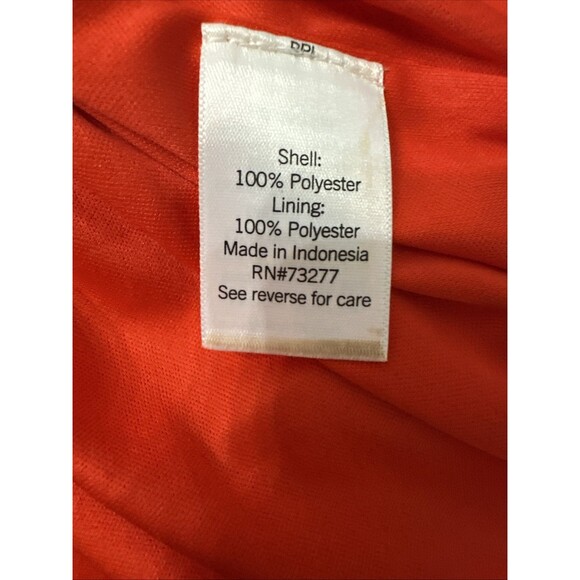 Shell:
100% Polyester
Lining:
100% Polyester
Made in Indonesia
RN#73277
See reverse for care